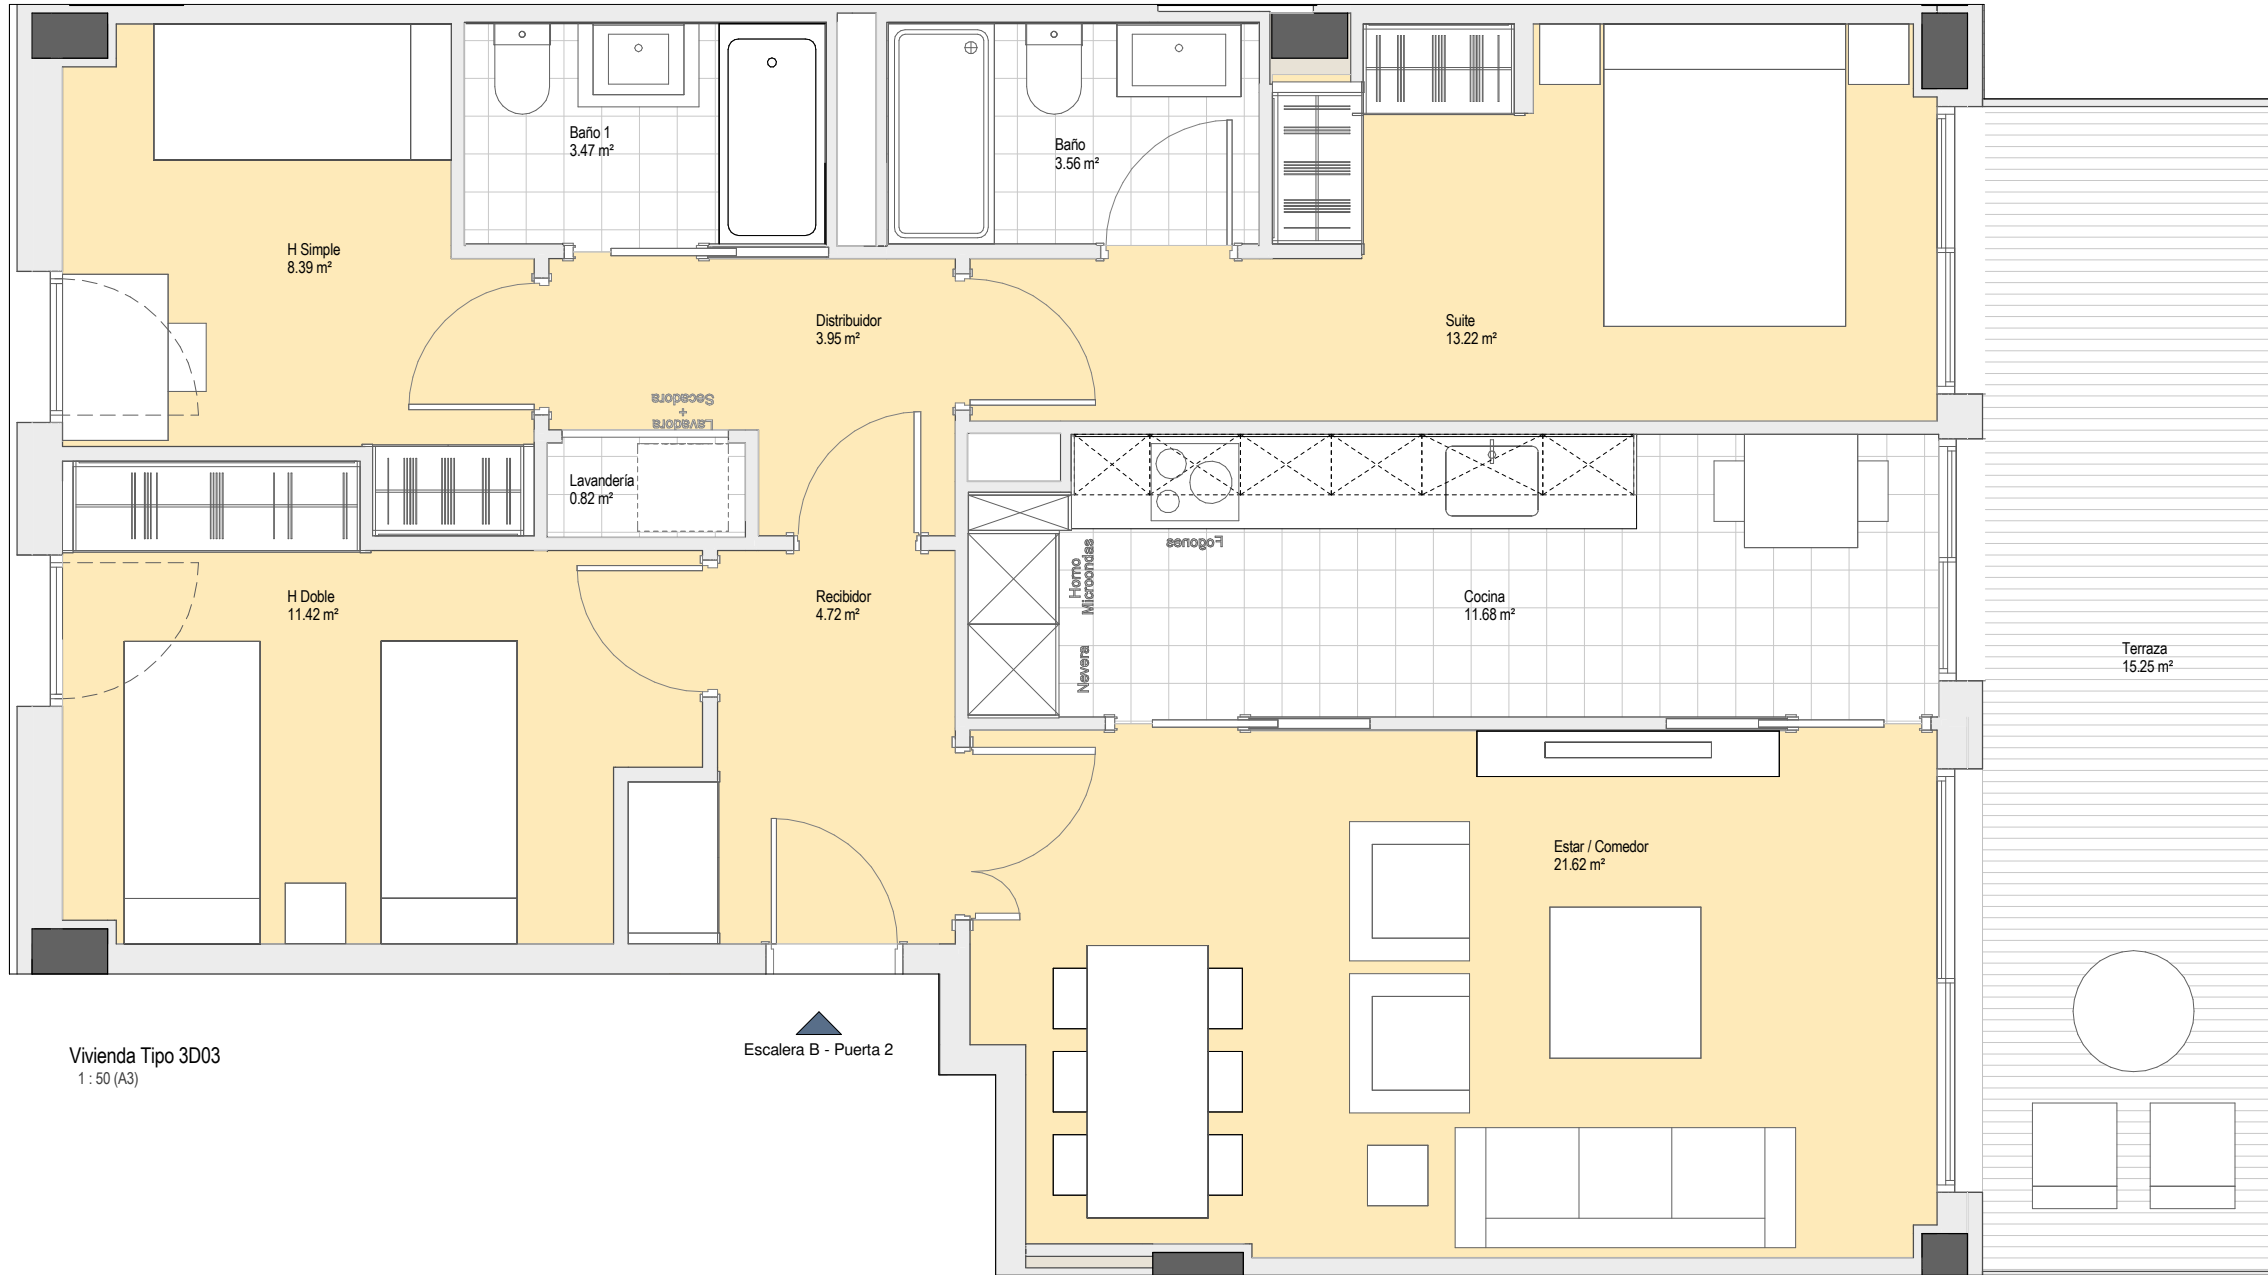 Baño 1
3.47 m²
Baño
3.56 m²
H Simple
8.39 m²
Distribuidor
3.95 m²
Suite
13.22 m²
Lavadora
+
Secadora
Lavandería
0.82 m²
Fogones
Horno
Microondas
Nevera
H Doble
11.42 m²
Recibidor
4.72 m²
Cocina
11.68 m²
Terraza
15.25 m²
Estar / Comedor
21.62 m²
Escalera B - Puerta 2
Vivienda Tipo 3D03
1 : 50 (A3)